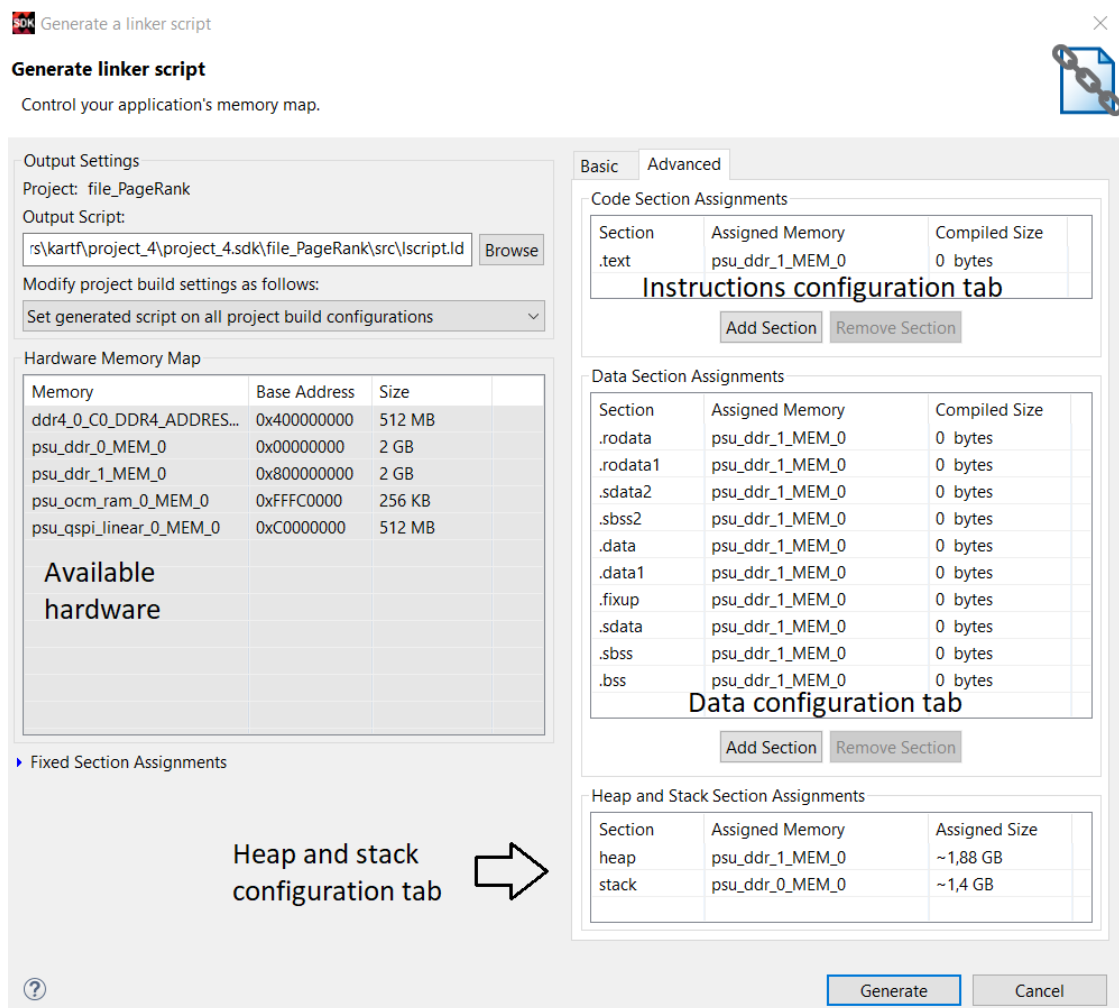 SDK Generate a linker script
Generate linker script
Control your application's memory map.
Output Settings
Project: file_PageRank
Output Script:
rs\kartf\project_4\project_4.sdk\file_PageRank\src\lscript.ld Browse
Modify project build settings as follows:
Set generated script on all project build configurations
Hardware Memory Map
Memory Base Address Size
ddr4_0_C0_DDR4_ADDRES... 0x400000000 512 MB
psu_ddr_0_MEM_0 0x00000000 2 GB
psu_ddr_1_MEM_0 0x800000000 2 GB
psu_ocm_ram_0_MEM_0 0xFFFC0000 256 KB
psu_qspi_linear_0_MEM_0 0xC0000000 512 MB
Available
hardware
Fixed Section Assignments
Heap and stack
configuration tab
Basic Advanced
Code Section Assignments
Section Assigned Memory Compiled Size
.text psu_ddr_1_MEM_0 0 bytes
Instructions configuration tab
Add Section Remove Section
Data Section Assignments
Section Assigned Memory Compiled Size
.rodata psu_ddr_1_MEM_0 0 bytes
.rodata1 psu_ddr_1_MEM_0 0 bytes
.sdata2 psu_ddr_1_MEM_0 0 bytes
.sbss2 psu_ddr_1_MEM_0 0 bytes
.data psu_ddr_1_MEM_0 0 bytes
.data1 psu_ddr_1_MEM_0 0 bytes
.fixup psu_ddr_1_MEM_0 0 bytes
.sdata psu_ddr_1_MEM_0 0 bytes
.sbss psu_ddr_1_MEM_0 0 bytes
.bss psu_ddr_1_MEM_0 0 bytes
Data configuration tab
Add Section Remove Section
Heap and Stack Section Assignments
Section Assigned Memory Assigned Size
heap psu_ddr_1_MEM_0 ~1,88 GB
stack psu_ddr_0_MEM_0 ~1,4 GB
? Generate Cancel